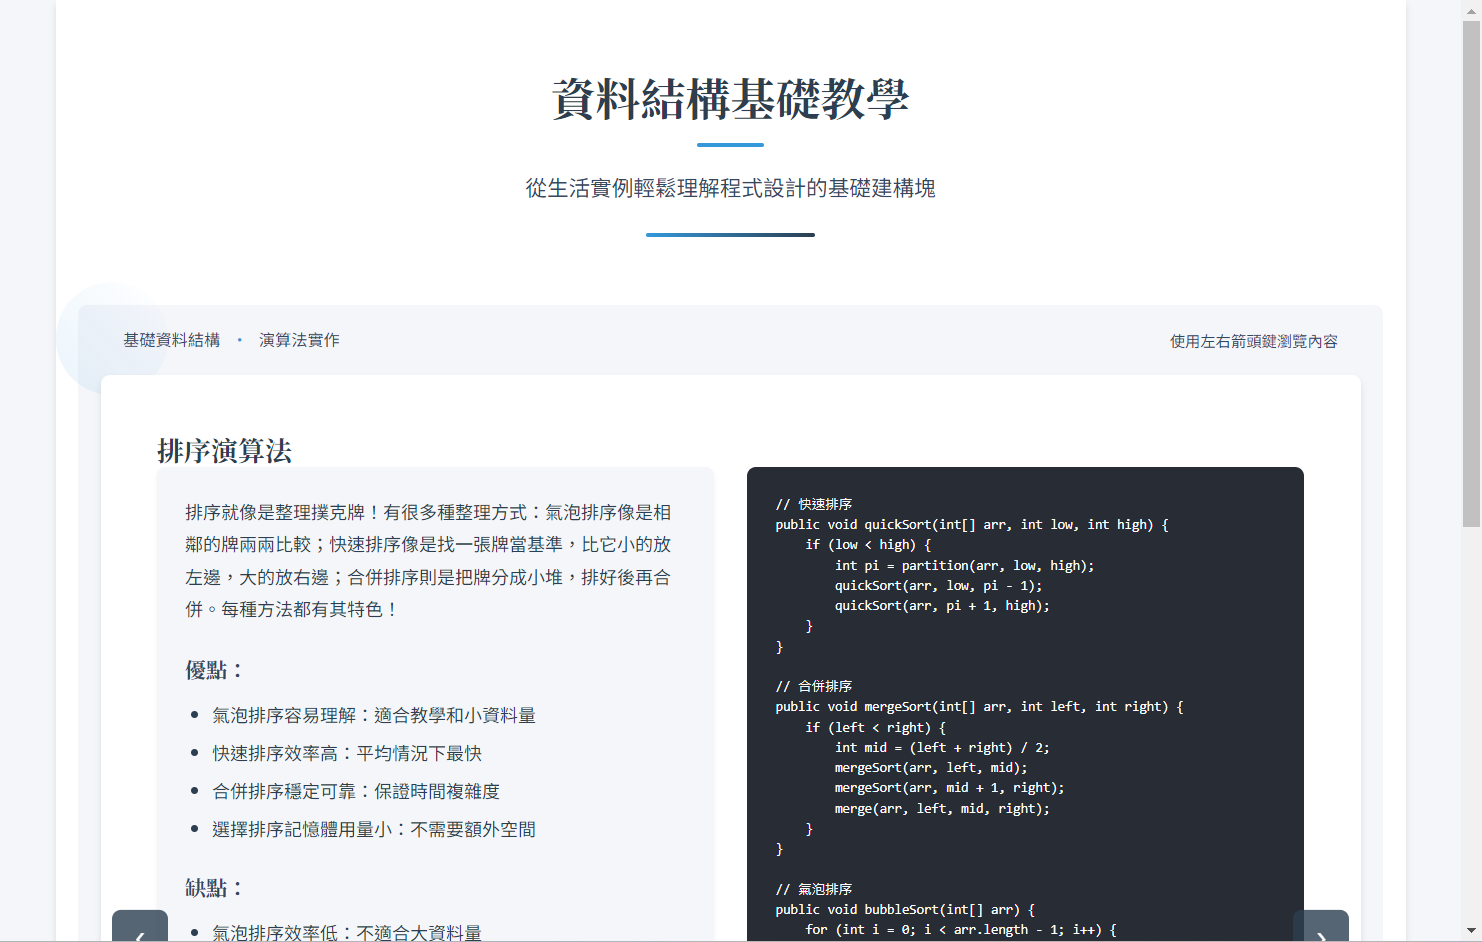 資料結構基礎教學
從生活實例輕鬆理解程式設計的基礎建構塊
基礎資料結構 • 演算法實作
使用左右箭頭鍵瀏覽內容
排序演算法
排序就像是整理撲克牌！有很多種整理方式：氣泡排序像是相
鄰的牌兩兩比較；快速排序像是找一張牌當基準，比它小的放
左邊，大的放右邊；合併排序則是把牌分成小堆，排好後再合
併。每種方法都有其特色！
優點：
• 氣泡排序容易理解：適合教學和小資料量
• 快速排序效率高：平均情況下最快
• 合併排序穩定可靠：保證時間複雜度
• 選擇排序記憶體用量小：不需要額外空間
缺點：
• 氣泡排序效率低：不適合大資料量
// 快速排序
public void quickSort(int[] arr, int low, int high) {
    if (low < high) {
        int pi = partition(arr, low, high);
        quickSort(arr, low, pi - 1);
        quickSort(arr, pi + 1, high);
    }
}
// 合併排序
public void mergeSort(int[] arr, int left, int right) {
    if (left < right) {
        int mid = (left + right) / 2;
        mergeSort(arr, left, mid);
        mergeSort(arr, mid + 1, right);
        merge(arr, left, mid, right);
    }
}
// 氣泡排序
public void bubbleSort(int[] arr) {
    for (int i = 0; i < arr.length - 1; i++) {